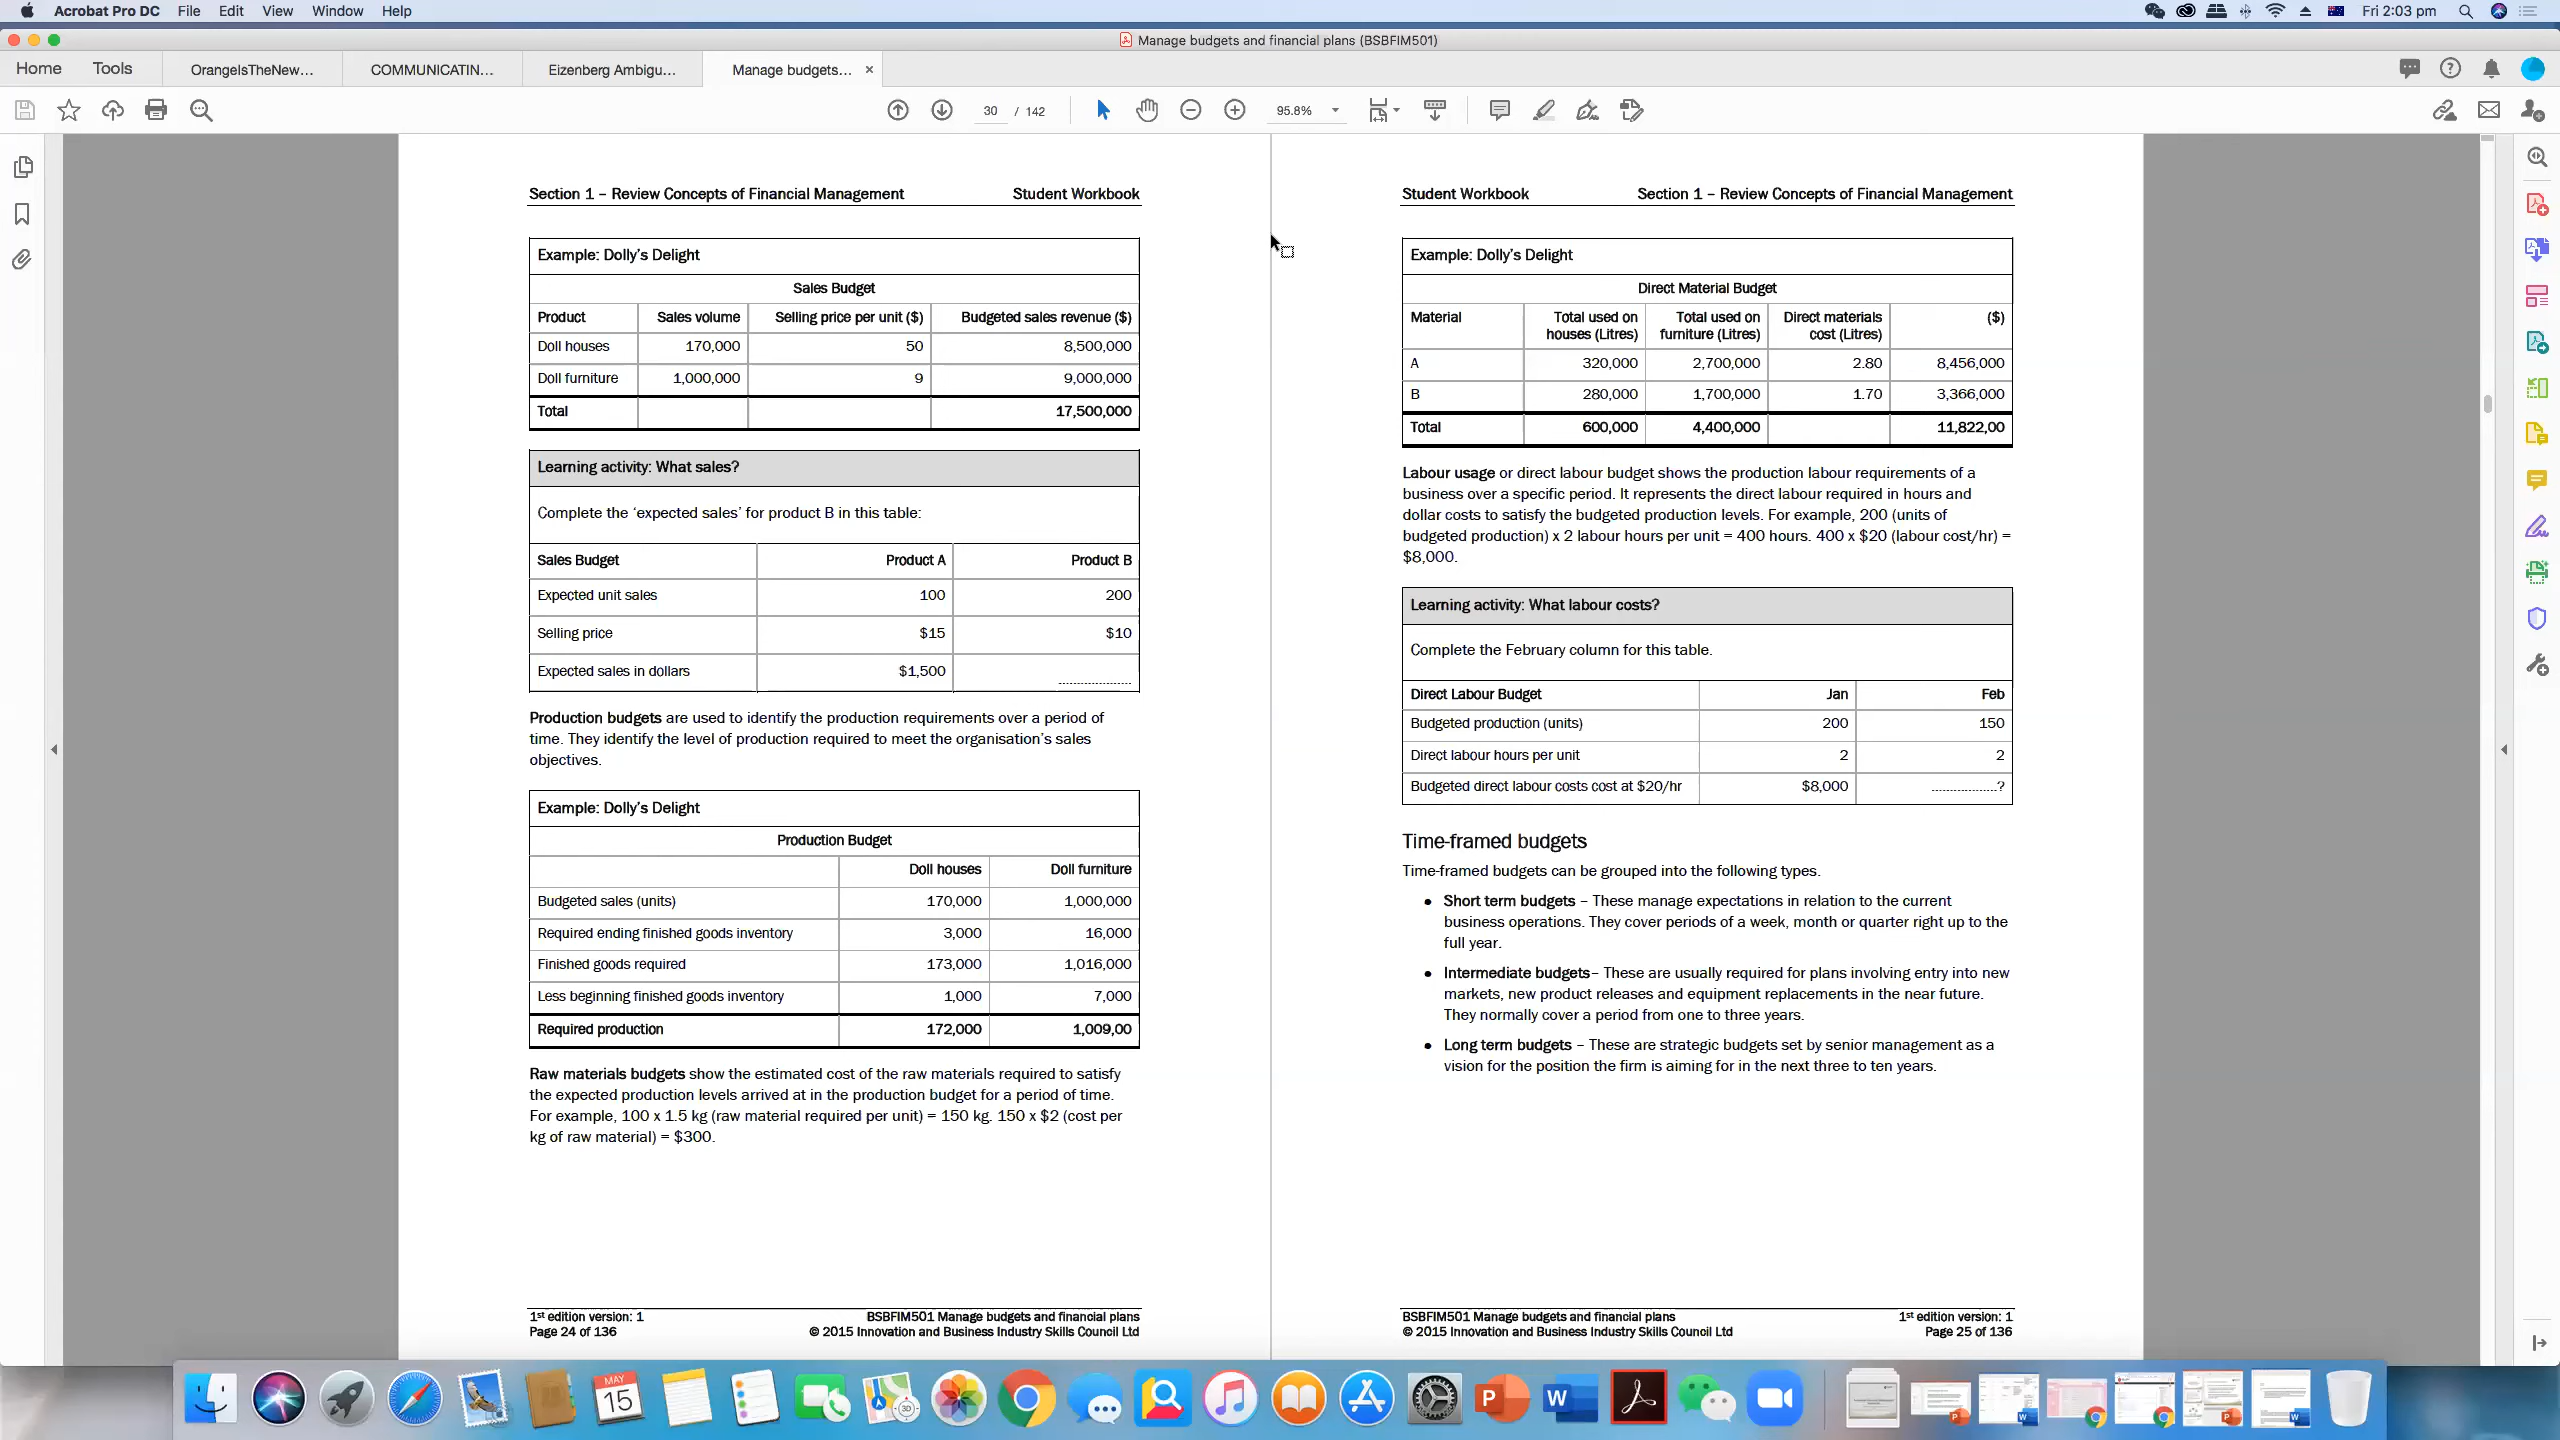 Acrobat Pro DC File Edit View Window Help Fri 2:03 pm
Manage budgets and financial plans (BSBFIM501)
Home Tools OrangeIsTheNew... COMMUNICATIN... Eizenberg Ambigu... Manage budgets... ×
30 / 142 95.8%
Section 1 – Review Concepts of Financial Management Student Workbook
Example: Dolly's Delight
Sales Budget
Product Sales volume Selling price per unit ($) Budgeted sales revenue ($)
Doll houses 170,000 50 8,500,000
Doll furniture 1,000,000 9 9,000,000
Total 17,500,000
Learning activity: What sales?
Complete the 'expected sales' for product B in this table:
Sales Budget Product A Product B
Expected unit sales 100 200
Selling price $15 $10
Expected sales in dollars $1,500 ...................
Production budgets are used to identify the production requirements over a period of
time. They identify the level of production required to meet the organisation's sales
objectives.
Example: Dolly's Delight
Production Budget
Doll houses Doll furniture
Budgeted sales (units) 170,000 1,000,000
Required ending finished goods inventory 3,000 16,000
Finished goods required 173,000 1,016,000
Less beginning finished goods inventory 1,000 7,000
Required production 172,000 1,009,00
Raw materials budgets show the estimated cost of the raw materials required to satisfy
the expected production levels arrived at in the production budget for a period of time.
For example, 100 x 1.5 kg (raw material required per unit) = 150 kg. 150 x $2 (cost per
kg of raw material) = $300.
1st edition version: 1 BSBFIM501 Manage budgets and financial plans
Page 24 of 136 © 2015 Innovation and Business Industry Skills Council Ltd
Student Workbook Section 1 – Review Concepts of Financial Management
Example: Dolly's Delight
Direct Material Budget
Material Total used on houses (Litres) Total used on furniture (Litres) Direct materials cost (Litres) ($)
A 320,000 2,700,000 2.80 8,456,000
B 280,000 1,700,000 1.70 3,366,000
Total 600,000 4,400,000 11,822,00
Labour usage or direct labour budget shows the production labour requirements of a
business over a specific period. It represents the direct labour required in hours and
dollar costs to satisfy the budgeted production levels. For example, 200 (units of
budgeted production) x 2 labour hours per unit = 400 hours. 400 x $20 (labour cost/hr) =
$8,000.
Learning activity: What labour costs?
Complete the February column for this table.
Direct Labour Budget Jan Feb
Budgeted production (units) 200 150
Direct labour hours per unit 2 2
Budgeted direct labour costs cost at $20/hr $8,000 .................?
Time-framed budgets
Time-framed budgets can be grouped into the following types.
• Short term budgets – These manage expectations in relation to the current
business operations. They cover periods of a week, month or quarter right up to the
full year.
• Intermediate budgets– These are usually required for plans involving entry into new
markets, new product releases and equipment replacements in the near future.
They normally cover a period from one to three years.
• Long term budgets – These are strategic budgets set by senior management as a
vision for the position the firm is aiming for in the next three to ten years.
BSBFIM501 Manage budgets and financial plans 1st edition version: 1
© 2015 Innovation and Business Industry Skills Council Ltd Page 25 of 136
MAY
15
3D
P
W